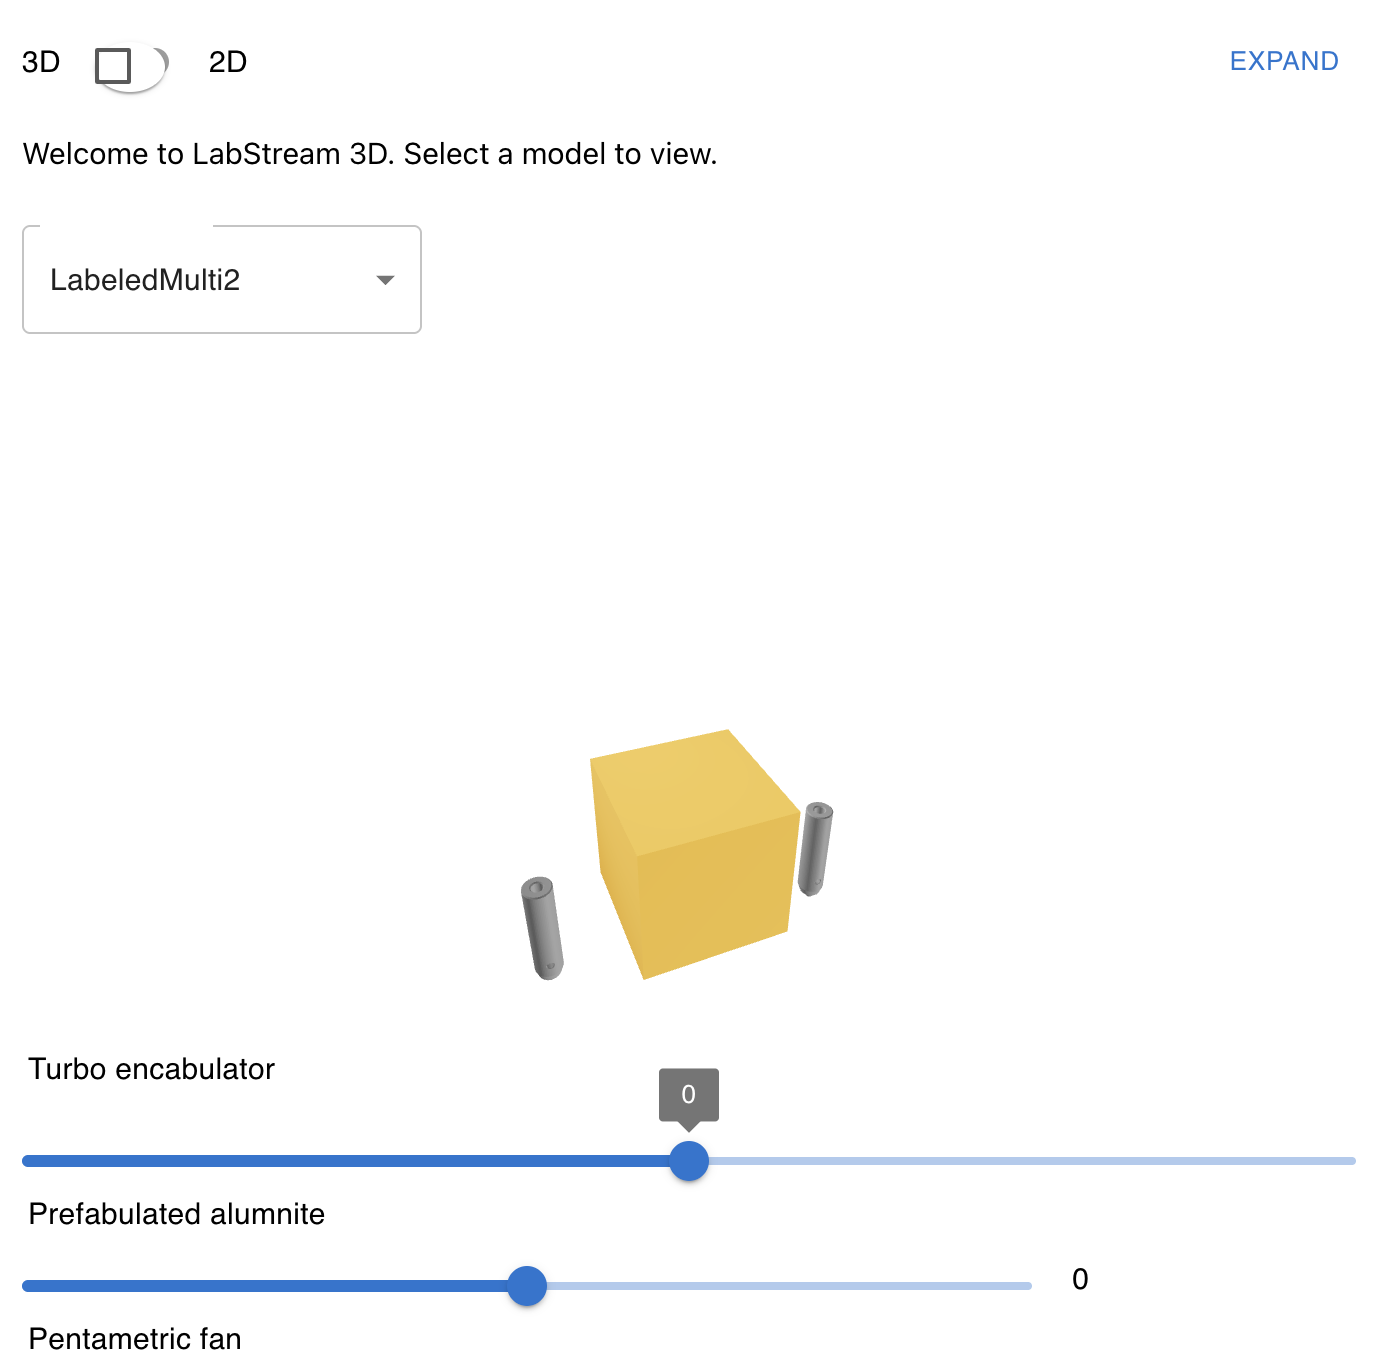 3D 2D EXPAND
Welcome to LabStream 3D. Select a model to view.
LabeledMulti2
Turbo encabulator
0
Prefabulated alumnite
0
Pentametric fan